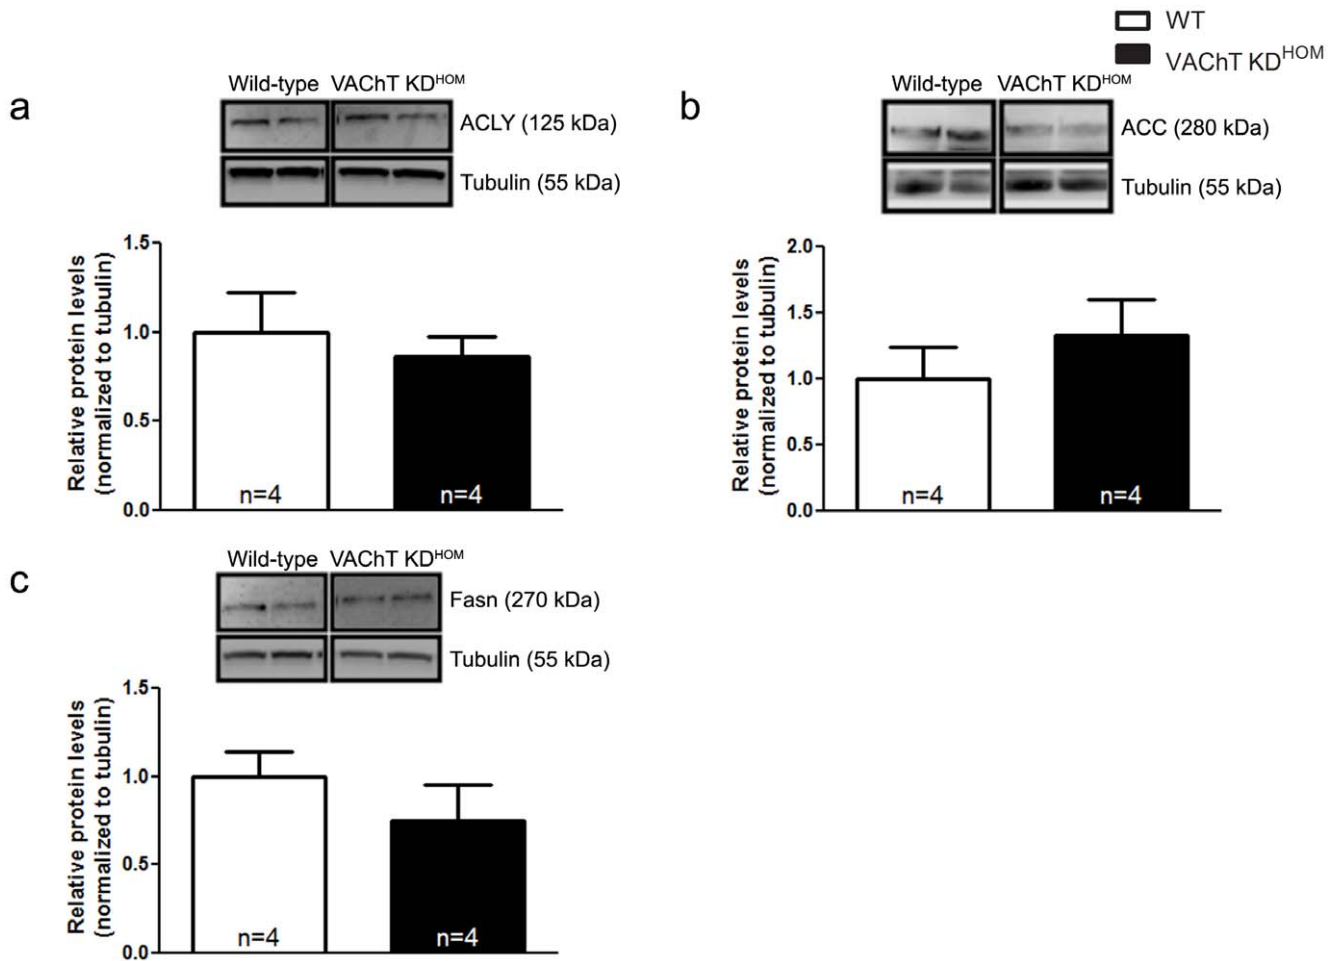 WT
VAChT KDHOM
a
Wild-type VAChT KDHOM
ACLY (125 kDa)
Tubulin (55 kDa)
Relative protein levels
(normalized to tubulin)
1.5
1.0
0.5
0.0
n=4
n=4
b
Wild-type VAChT KDHOM
ACC (280 kDa)
Tubulin (55 kDa)
Relative protein levels
(normalized to tubulin)
2.0
1.5
1.0
0.5
0.0
n=4
n=4
c
Wild-type VAChT KDHOM
Fasn (270 kDa)
Tubulin (55 kDa)
Relative protein levels
(normalized to tubulin)
1.5
1.0
0.5
0.0
n=4
n=4